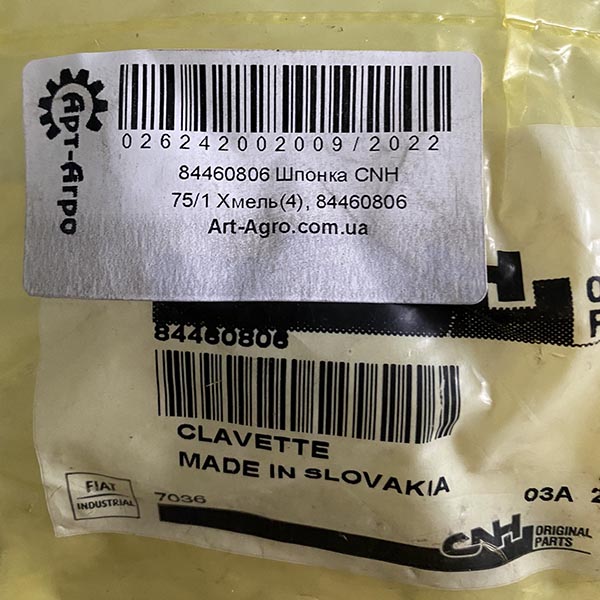 Арт-Агро
026242002009/2022
84460806 Шпонка CNH
75/1 Хмель(4), 84460806
Art-Agro.com.ua
84460806
CLAVETTE
MADE IN SLOVAKIA
FIAT
INDUSTRIAL
7036
03A 2
CNH ORIGINAL
PARTS